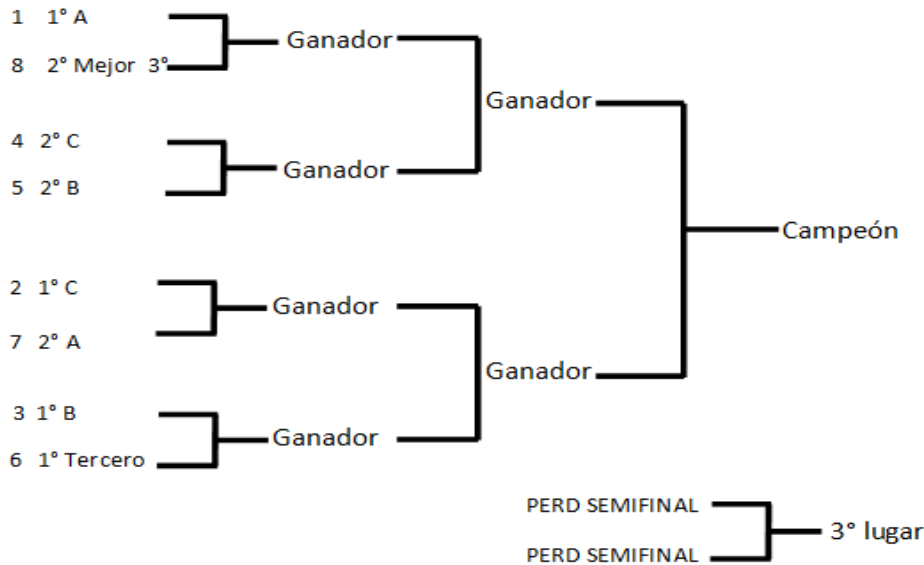 1 1° A
Ganador
8 2° Mejor 3°
Ganador
4 2° C
Ganador
5 2° B
Campeón
2 1° C
Ganador
7 2° A
Ganador
3 1° B
Ganador
6 1° Tercero
PERD SEMIFINAL
3° lugar
PERD SEMIFINAL